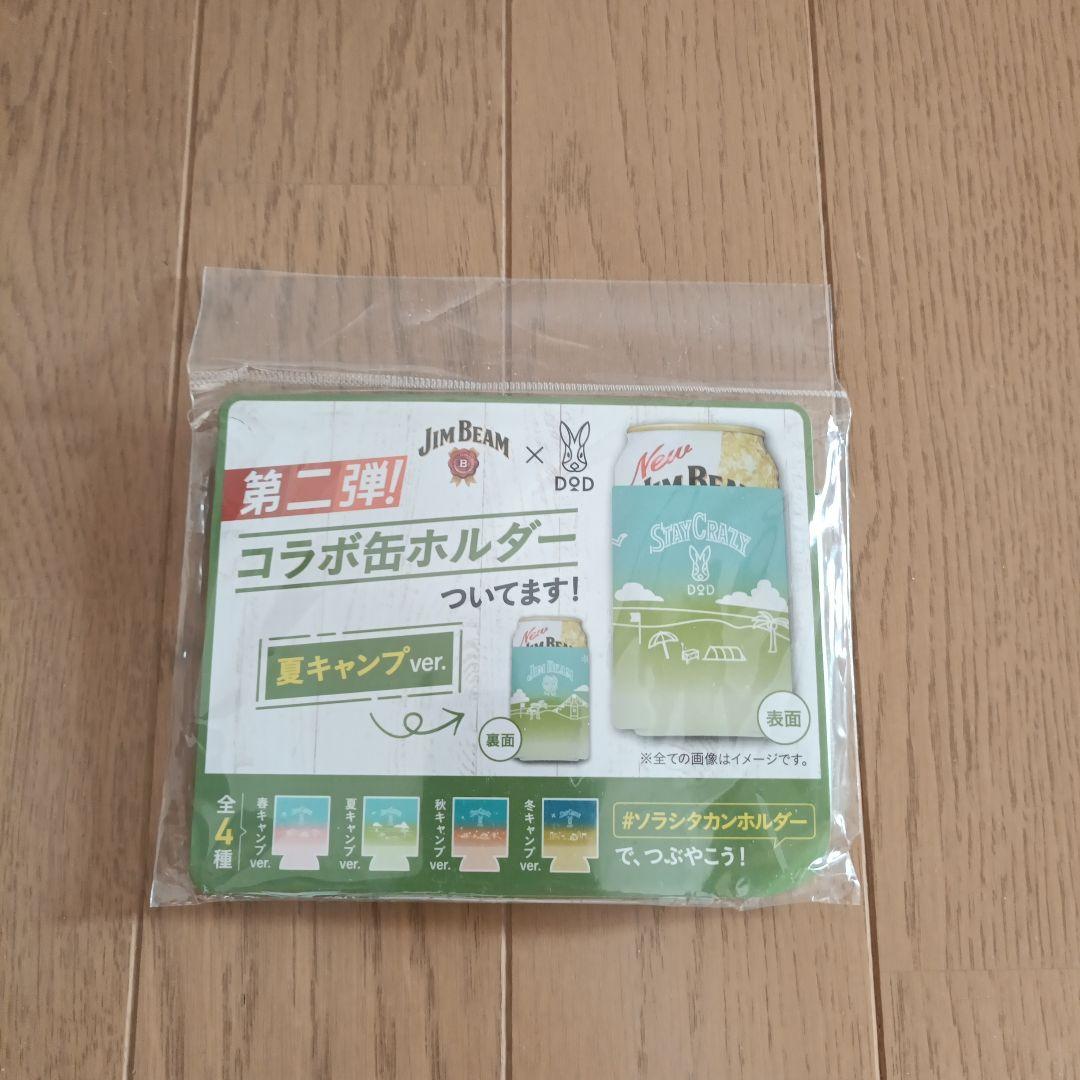 JIM BEAM
B
×
DOD
第二弾!
コラボ缶ホルダー
ついてます!
夏キャンプver.
New
JIM BEAM
STAY CRAZY
DOD
表面
New
JIM BEAM
JIM BEAM
裏面
※全ての画像はイメージです。
全4種
春キャンプver.
夏キャンプver.
秋キャンプver.
冬キャンプver.
#ソラシタカンホルダー
で、つぶやこう!